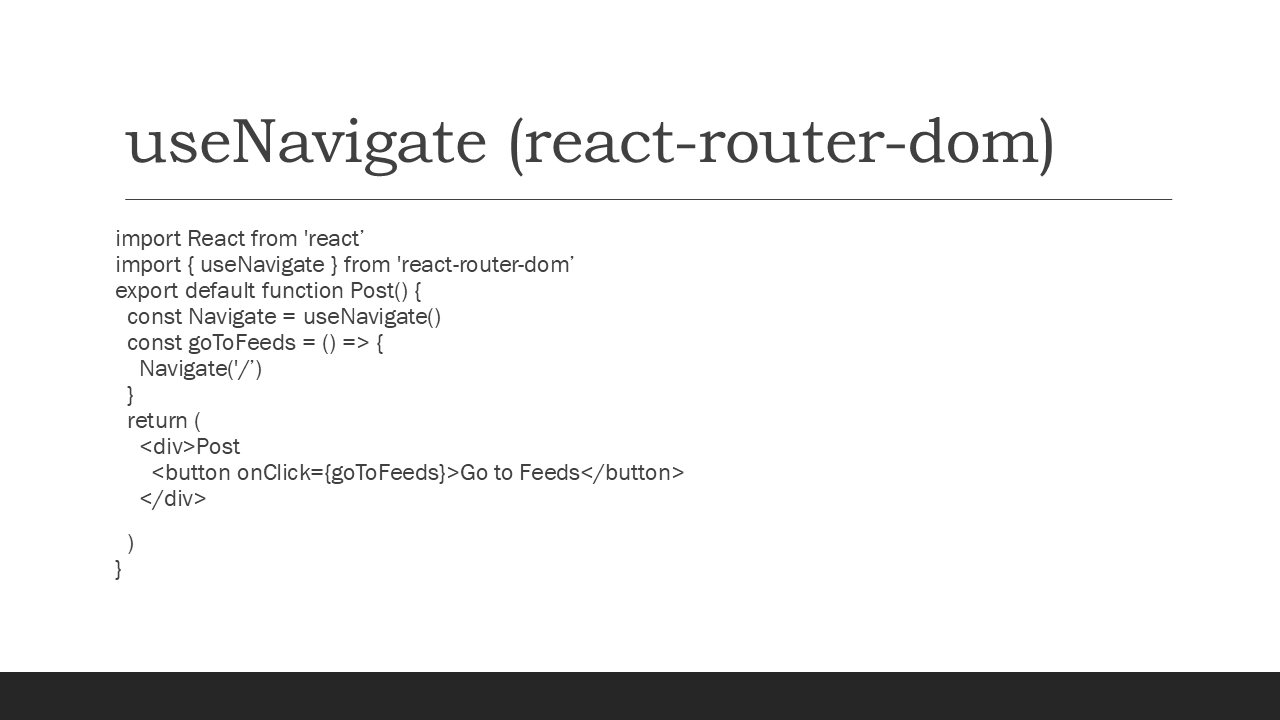 useNavigate (react-router-dom)
import React from 'react’
import { useNavigate } from 'react-router-dom’
export default function Post() {
  const Navigate = useNavigate()
  const goToFeeds = () => {
    Navigate('/’)
  }
  return (
    <div>Post
      <button onClick={goToFeeds}>Go to Feeds</button>
    </div>
  )
}